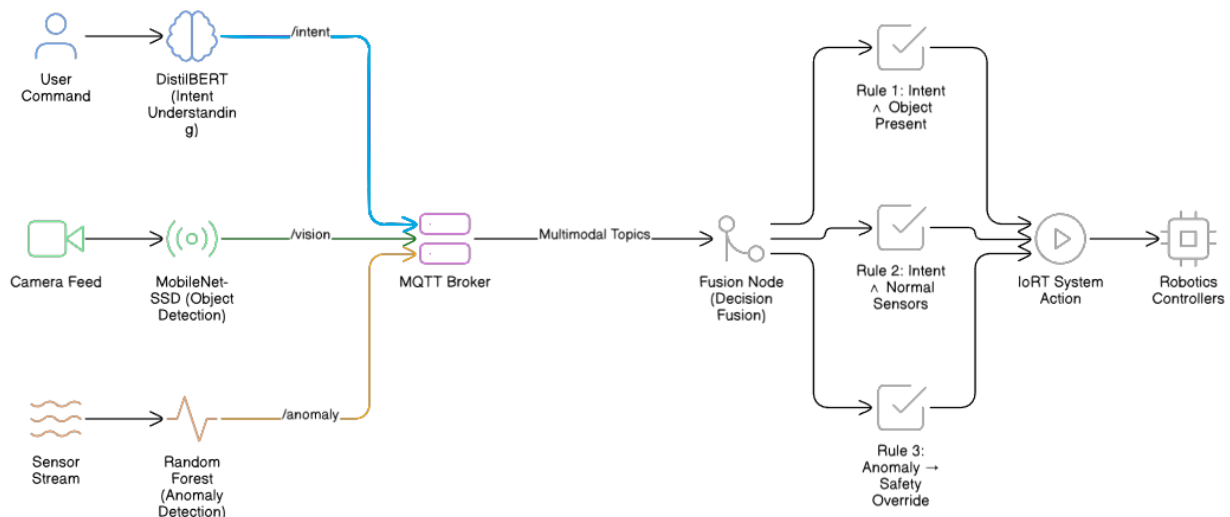 User
Command
DistilBERT
(Intent
Understandin
g)
/intent
Camera Feed
MobileNet-
SSD (Object
Detection)
/vision
Sensor
Stream
Random
Forest
(Anomaly
Detection)
/anomaly
MQTT Broker
Multimodal Topics
Fusion Node
(Decision
Fusion)
Rule 1: Intent
∧ Object
Present
Rule 2: Intent
∧ Normal
Sensors
Rule 3:
Anomaly →
Safety
Override
IoRT System
Action
Robotics
Controllers